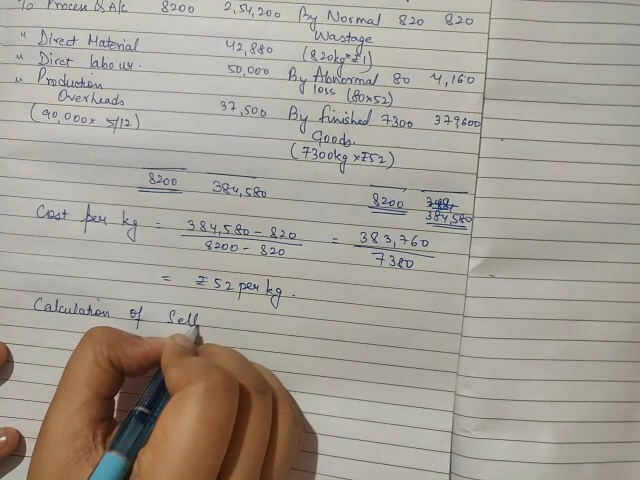 To Process Q A/c 8200 2,54,200 By Normal 820 820
Wastage
(820kg×₹1)
" Direct Material 42,880
" Direct labour. 50,000 By Abnormal 80 4,160
loss (80×52)
" Production
Overheads 37,500 By finished 7300 379,600
(90,000× 5/12) Goods.
(7300kg ×₹52)
8200 384,580 8200 384,580
Cost per kg = 384,580 - 820 / 8200 - 820 = 383,760 / 7380
= ₹52 per kg.
Calculation of Sell